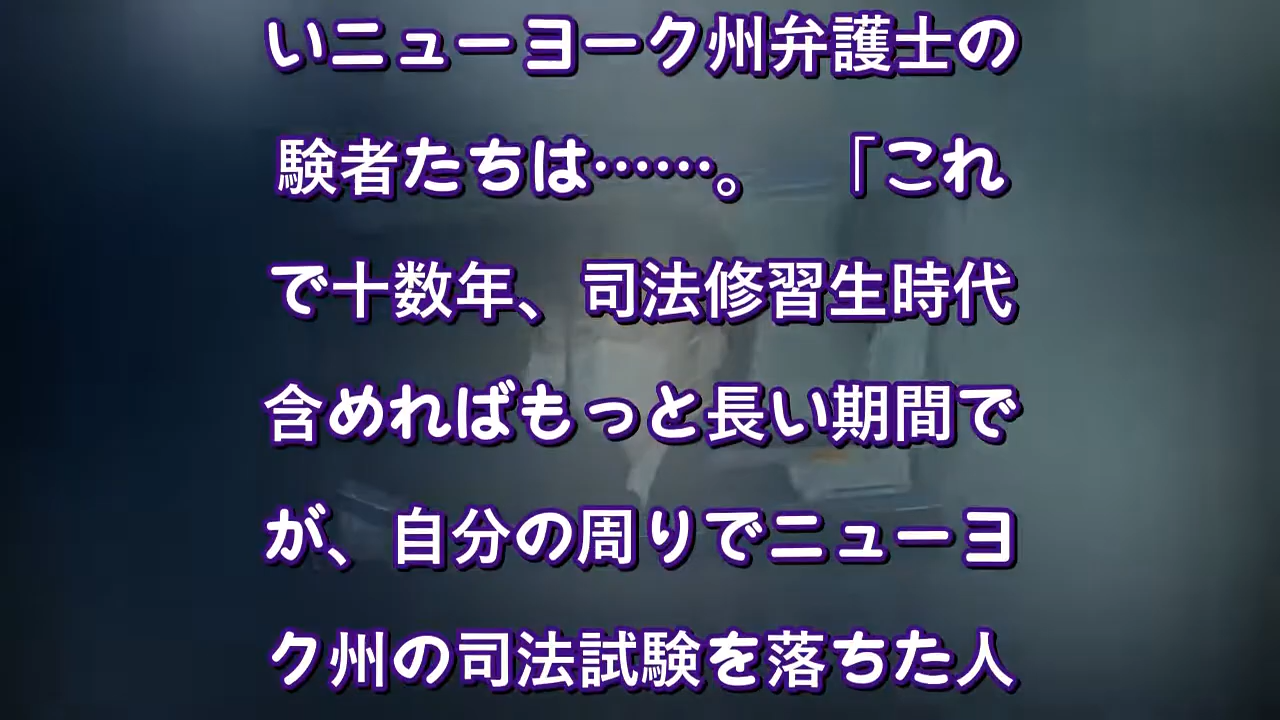 いニューヨーク州弁護士の
験者たちは……。　「これ
で十数年、司法修習生時代
含めればもっと長い期間で
が、自分の周りでニューヨ
ク州の司法試験を落ちた人